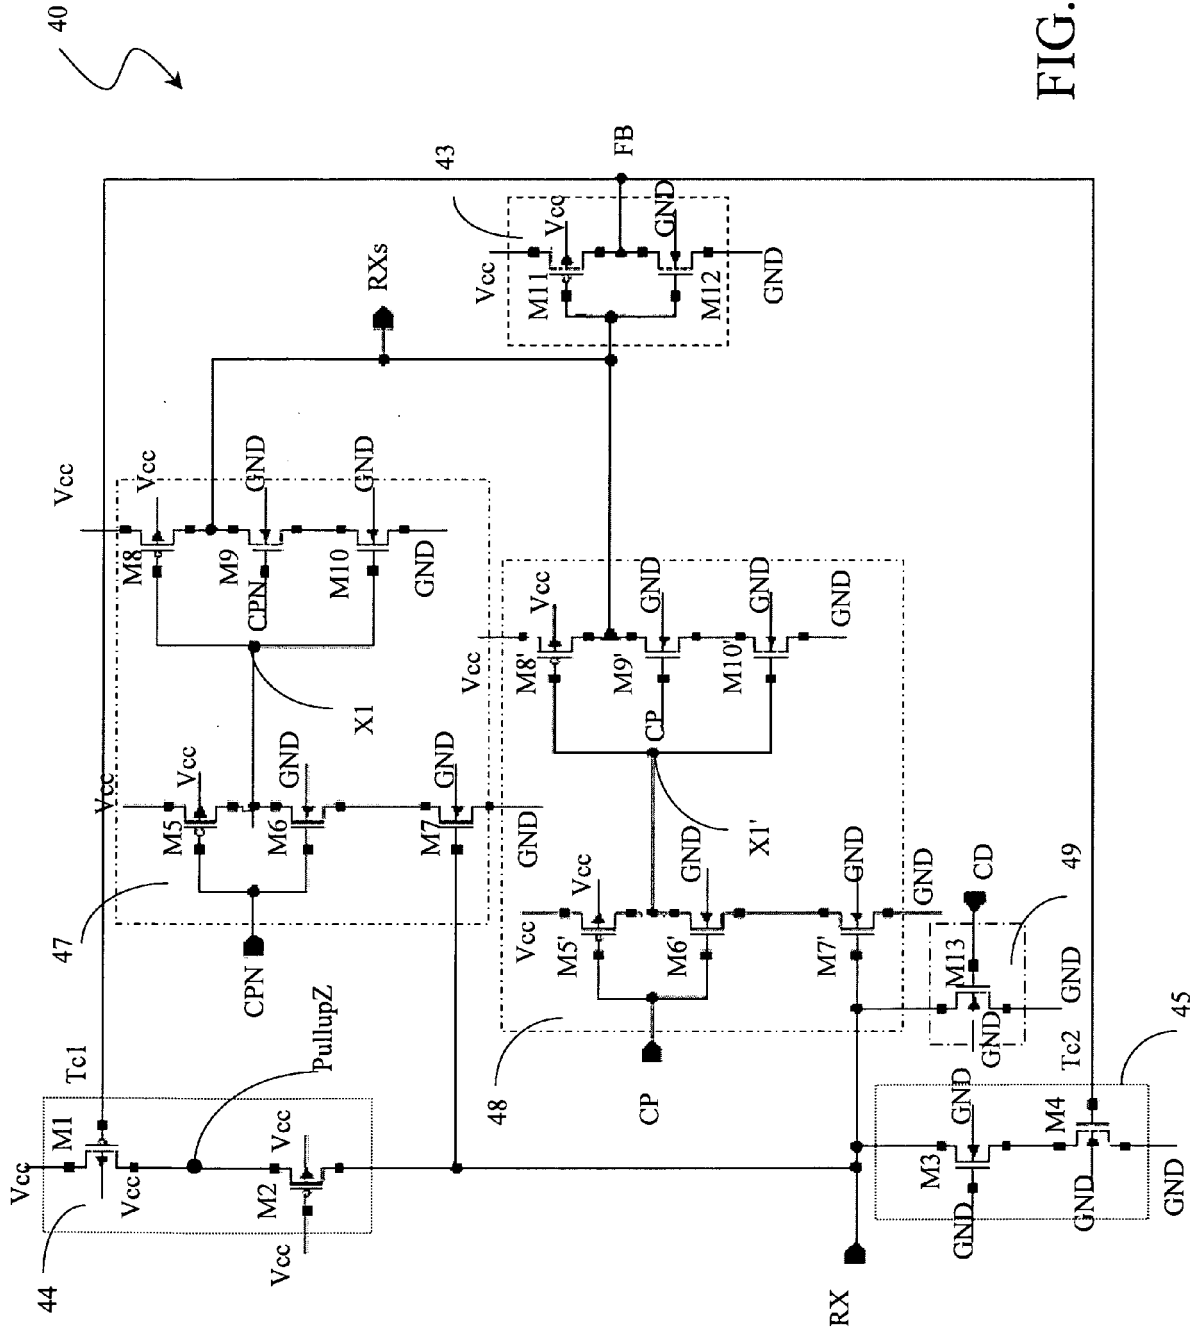 40
FIG.
43
FB
RXs
Vcc
Vcc
M11
M12
GND
GND
Vcc
Vcc
M8
M9
CPN
M10
GND
GND
GND
X1
Vcc
Vcc
M5
M6
GND
M7
GND
GND
47
CPN
Vcc
Vcc
M8'
M9'
CP
M10'
GND
GND
GND
X1'
Vcc
Vcc
M5'
M6'
GND
M7'
GND
GND
48
CP
CD
M13
GND
GND
49
Tc1
PullupZ
Vcc
M1
Vcc
M2
Vcc
Vcc
44
Tc2
45
M3
GND
GND
M4
GND
GND
RX